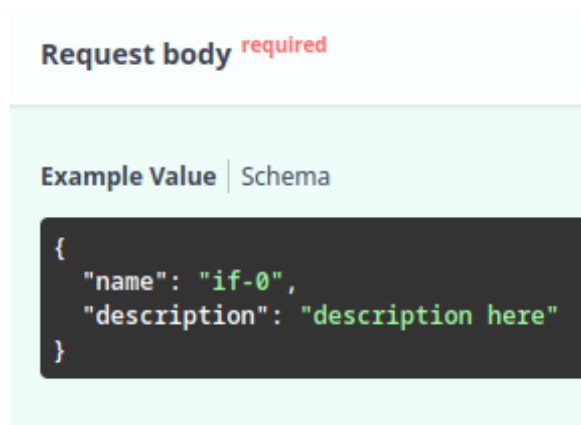 Request body required
Example Value | Schema
{
  "name": "if-0",
  "description": "description here"
}